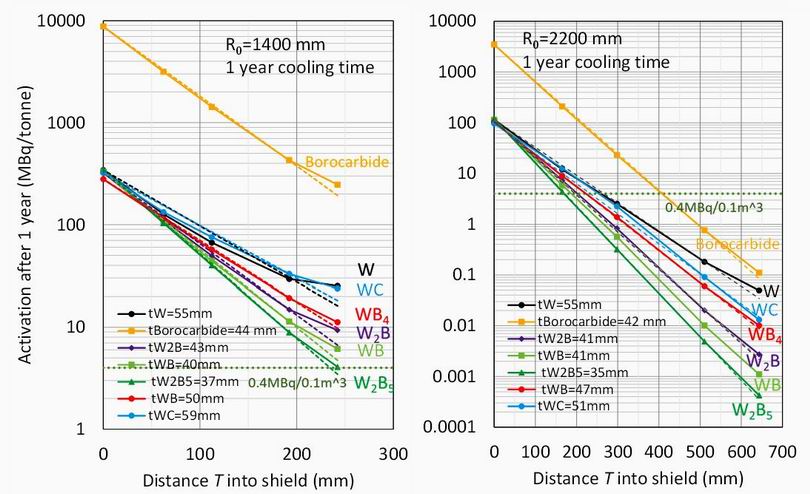 Activation after 1 year (MBq/tonne)
10000
1000
100
10
1
R0=1400 mm
1 year cooling time
Borocarbide
W
WC
WB4
W2B
WB
W2B5
tW=55mm
tBorocarbide=44 mm
tW2B=43mm
tWB=40mm
tW2B5=37mm
tWB=50mm
tWC=59mm
0.4MBq/0.1m^3
0 100 200 300
Distance T into shield (mm)
10000
1000
100
10
1
0.1
0.01
0.001
0.0001
R0=2200 mm
1 year cooling time
0.4MBq/0.1m^3
Borocarbide
W
WC
WB4
W2B
WB
W2B5
tW=55mm
tBorocarbide=42 mm
tW2B=41mm
tWB=41mm
tW2B5=35mm
tWB=47mm
tWC=51mm
0 100 200 300 400 500 600 700
Distance T into shield (mm)